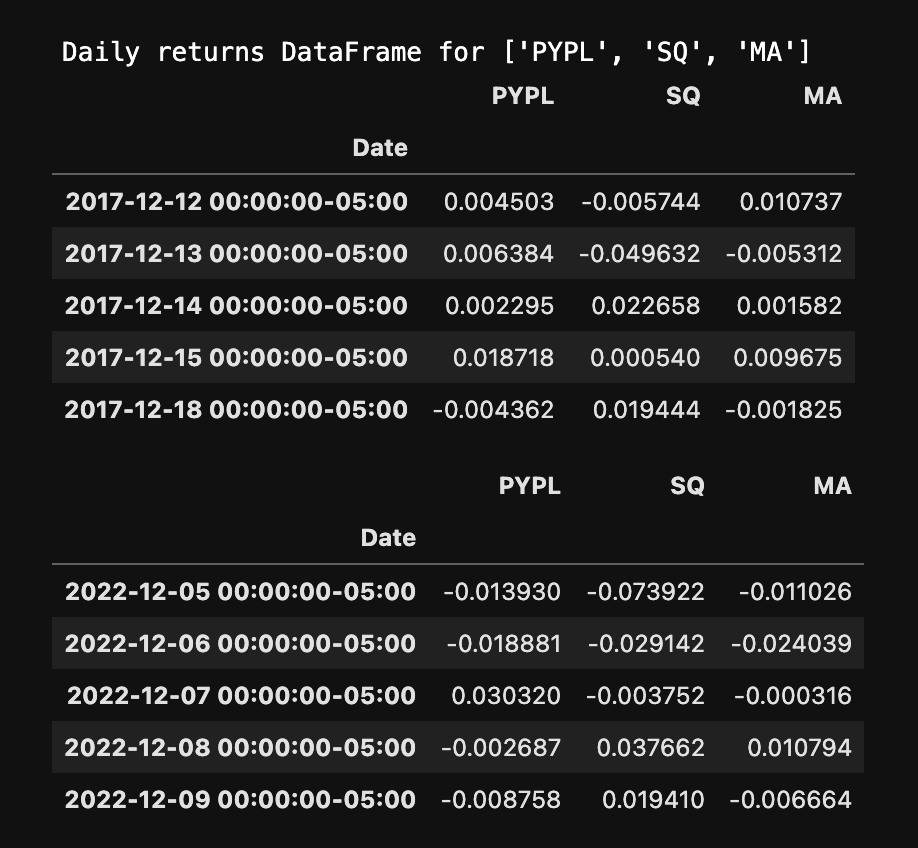 Daily returns DataFrame for ['PYPL', 'SQ', 'MA']
PYPL SQ MA
Date
2017-12-12 00:00:00-05:00 0.004503 -0.005744 0.010737
2017-12-13 00:00:00-05:00 0.006384 -0.049632 -0.005312
2017-12-14 00:00:00-05:00 0.002295 0.022658 0.001582
2017-12-15 00:00:00-05:00 0.018718 0.000540 0.009675
2017-12-18 00:00:00-05:00 -0.004362 0.019444 -0.001825
PYPL SQ MA
Date
2022-12-05 00:00:00-05:00 -0.013930 -0.073922 -0.011026
2022-12-06 00:00:00-05:00 -0.018881 -0.029142 -0.024039
2022-12-07 00:00:00-05:00 0.030320 -0.003752 -0.000316
2022-12-08 00:00:00-05:00 -0.002687 0.037662 0.010794
2022-12-09 00:00:00-05:00 -0.008758 0.019410 -0.006664